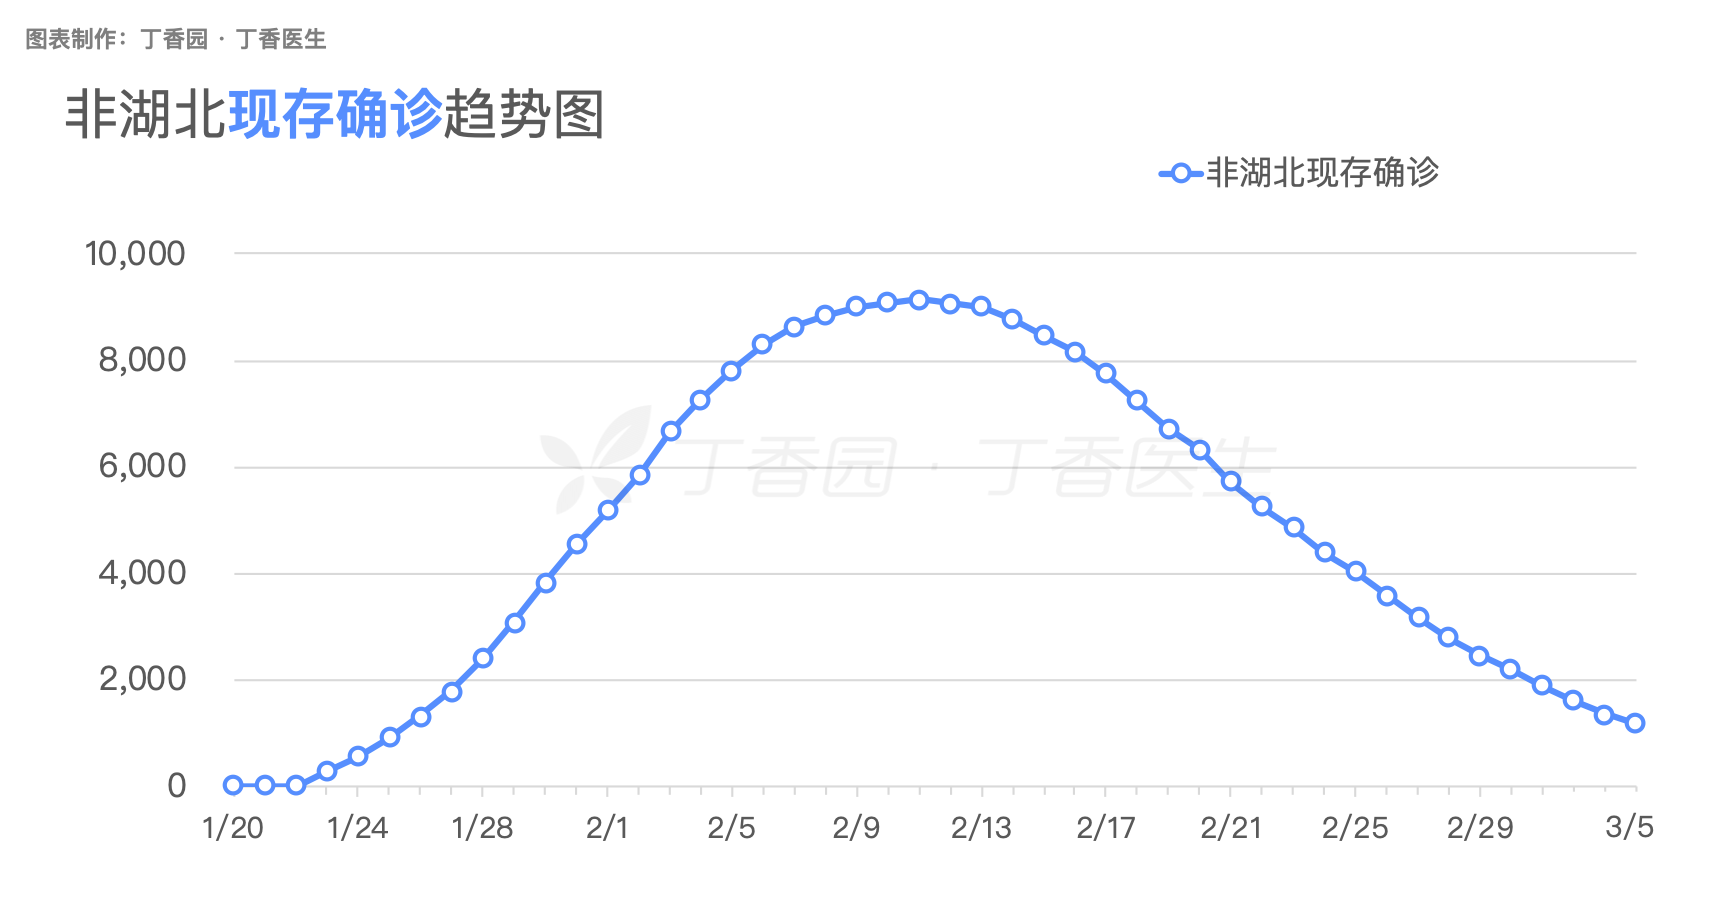 图表制作：丁香园 · 丁香医生
非湖北现存确诊趋势图
非湖北现存确诊
10,000
8,000
丁香园 · 丁香医生
6,000
4,000
2,000
0
1/20 1/24 1/28 2/1 2/5 2/9 2/13 2/17 2/21 2/25 2/29 3/5